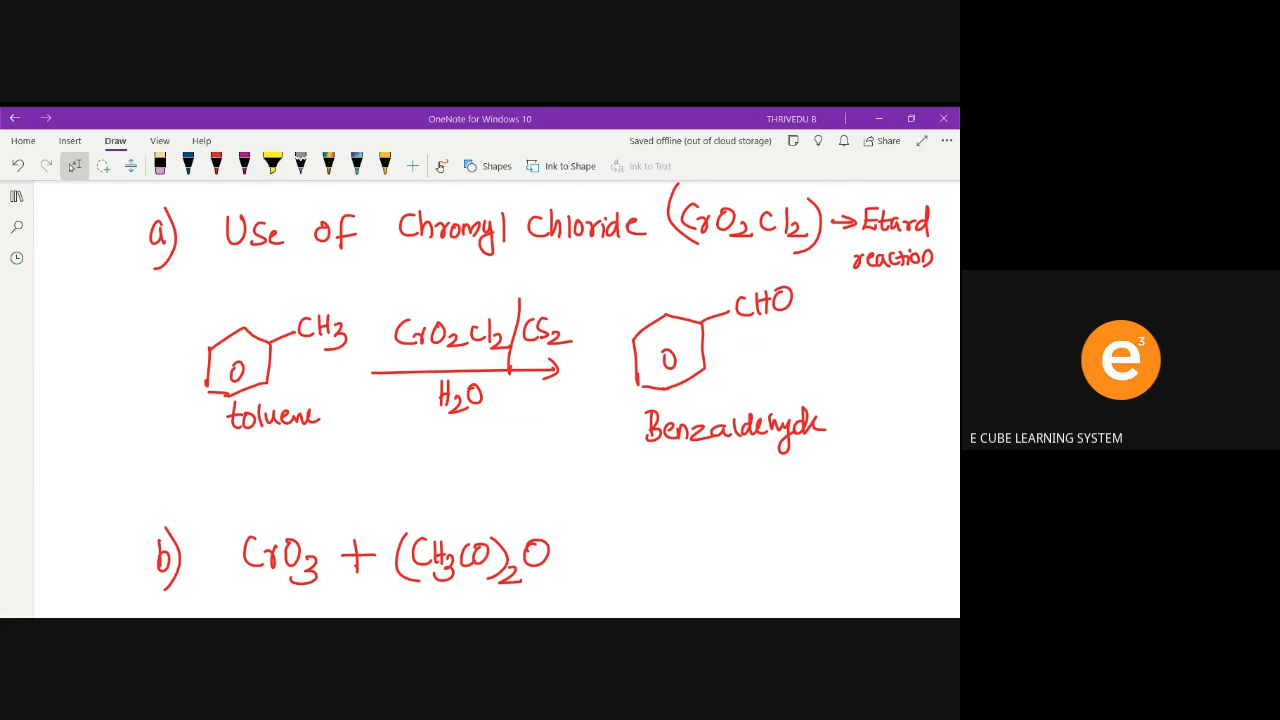 OneNote for Windows 10
THRIVEDU B
Home Insert Draw View Help
Saved offline (out of cloud storage)
Share
Shapes
Ink to Shape
Ink to Text
a) Use of Chromyl Chloride (CrO2Cl2) → Etard
reaction
CH3
CrO2Cl2/CS2
H2O
CHO
toluene
Benzaldehyde
b) CrO3 + (CH3CO)2O
e3
E CUBE LEARNING SYSTEM